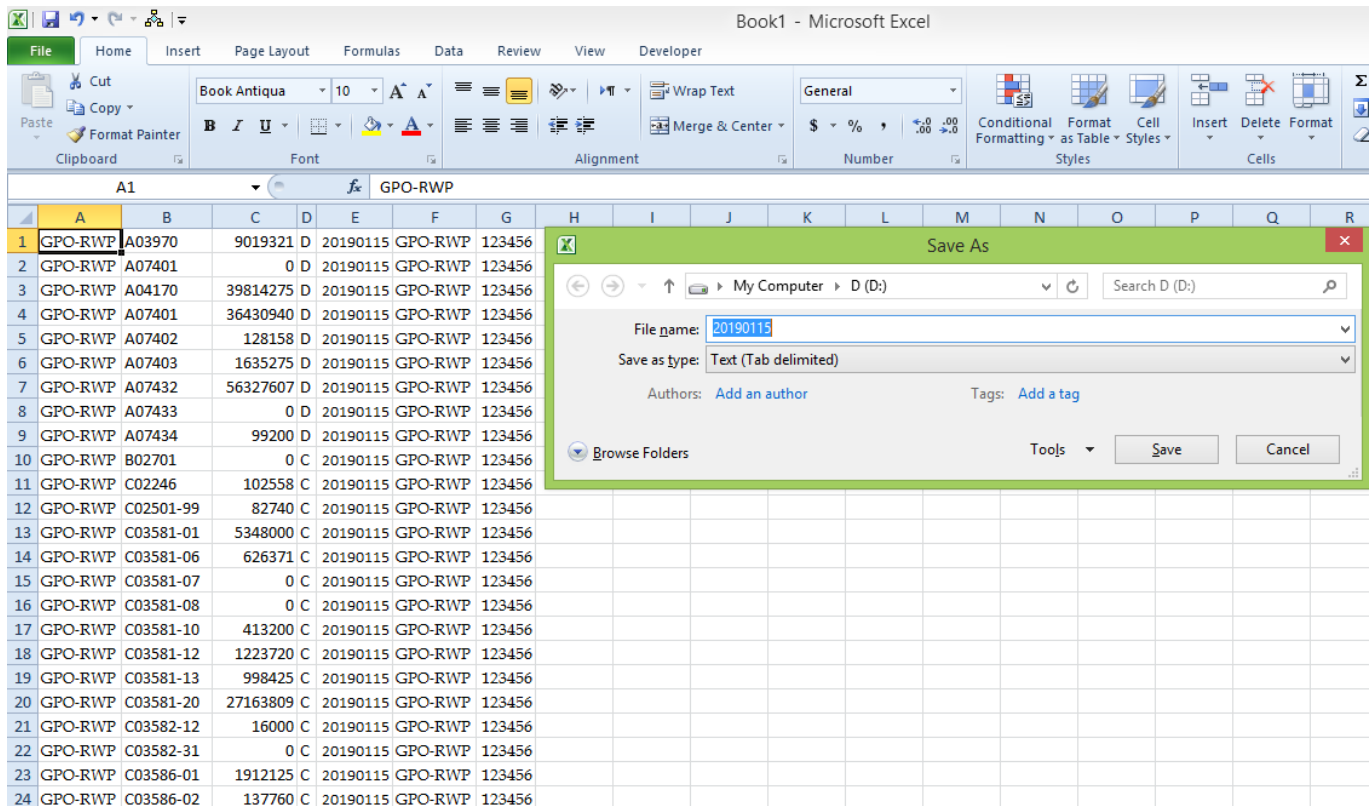 Book1 - Microsoft Excel
File Home Insert Page Layout Formulas Data Review View Developer
Cut
Copy
Format Painter
Paste
Book Antiqua 10
Wrap Text
Merge & Center
General
Conditional Formatting
Format as Table
Cell Styles
Insert Delete Format
Clipboard Font Alignment Number Styles Cells
A1 fx GPO-RWP
A B C D E F G H I J K L M N O P Q R
1 GPO-RWP A03970 9019321 D 20190115 GPO-RWP 123456
2 GPO-RWP A07401 0 D 20190115 GPO-RWP 123456
3 GPO-RWP A04170 39814275 D 20190115 GPO-RWP 123456
4 GPO-RWP A07401 36430940 D 20190115 GPO-RWP 123456
5 GPO-RWP A07402 128158 D 20190115 GPO-RWP 123456
6 GPO-RWP A07403 1635275 D 20190115 GPO-RWP 123456
7 GPO-RWP A07432 56327607 D 20190115 GPO-RWP 123456
8 GPO-RWP A07433 0 D 20190115 GPO-RWP 123456
9 GPO-RWP A07434 99200 D 20190115 GPO-RWP 123456
10 GPO-RWP B02701 0 C 20190115 GPO-RWP 123456
11 GPO-RWP C02246 102558 C 20190115 GPO-RWP 123456
12 GPO-RWP C02501-99 82740 C 20190115 GPO-RWP 123456
13 GPO-RWP C03581-01 5348000 C 20190115 GPO-RWP 123456
14 GPO-RWP C03581-06 626371 C 20190115 GPO-RWP 123456
15 GPO-RWP C03581-07 0 C 20190115 GPO-RWP 123456
16 GPO-RWP C03581-08 0 C 20190115 GPO-RWP 123456
17 GPO-RWP C03581-10 413200 C 20190115 GPO-RWP 123456
18 GPO-RWP C03581-12 1223720 C 20190115 GPO-RWP 123456
19 GPO-RWP C03581-13 998425 C 20190115 GPO-RWP 123456
20 GPO-RWP C03581-20 27163809 C 20190115 GPO-RWP 123456
21 GPO-RWP C03582-12 16000 C 20190115 GPO-RWP 123456
22 GPO-RWP C03582-31 0 C 20190115 GPO-RWP 123456
23 GPO-RWP C03586-01 1912125 C 20190115 GPO-RWP 123456
24 GPO-RWP C03586-02 137760 C 20190115 GPO-RWP 123456
Save As
My Computer D (D:) Search D (D:)
File name: 20190115
Save as type: Text (Tab delimited)
Authors: Add an author Tags: Add a tag
Browse Folders Tools Save Cancel